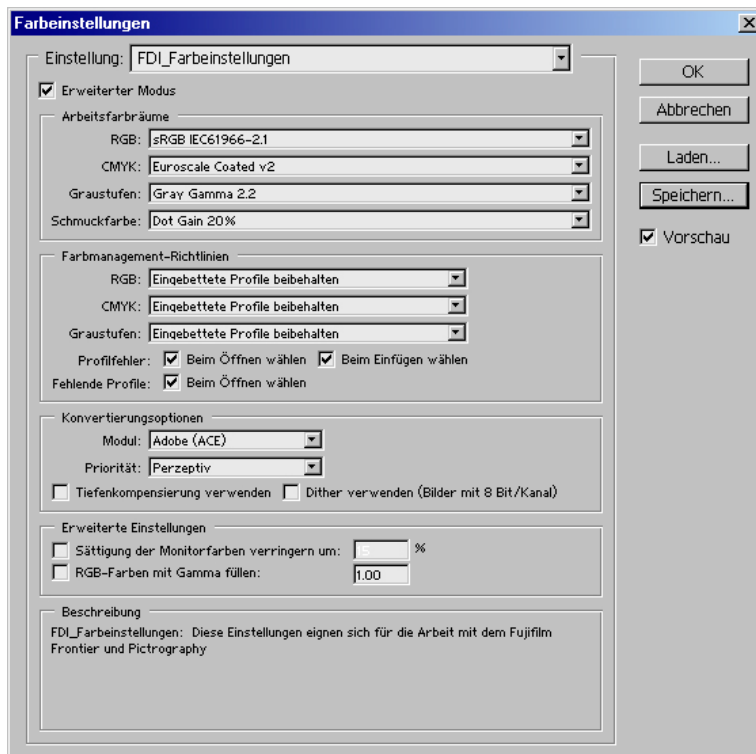 Farbeinstellungen
Einstellung: FDI_Farbeinstellungen
Erweiterter Modus
Arbeitsfarbräume
RGB: sRGB IEC61966-2.1
CMYK: Euroscale Coated v2
Graustufen: Gray Gamma 2.2
Schmuckfarbe: Dot Gain 20%
Farbmanagement-Richtlinien
RGB: Eingebettete Profile beibehalten
CMYK: Eingebettete Profile beibehalten
Graustufen: Eingebettete Profile beibehalten
Profilfehler: Beim Öffnen wählen Beim Einfügen wählen
Fehlende Profile: Beim Öffnen wählen
Konvertierungsoptionen
Modul: Adobe (ACE)
Priorität: Perzeptiv
Tiefenkompensierung verwenden Dither verwenden (Bilder mit 8 Bit/Kanal)
Erweiterte Einstellungen
Sättigung der Monitorfarben verringern um: 15 %
RGB-Farben mit Gamma füllen: 1.00
Beschreibung
FDI_Farbeinstellungen: Diese Einstellungen eignen sich für die Arbeit mit dem Fujifilm
Frontier und Pictrography
OK
Abbrechen
Laden...
Speichern...
Vorschau